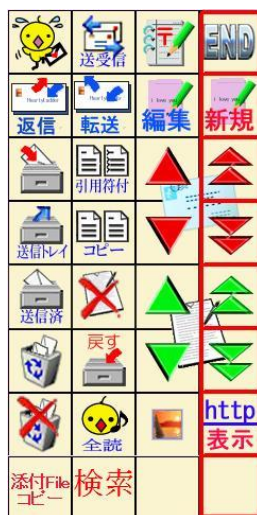 送受信
〒
END
返信
転送
編集
新規
引用符付
送信トレイ
コピー
送信済
戻す
全読
http
表示
添付File
コピー
検索